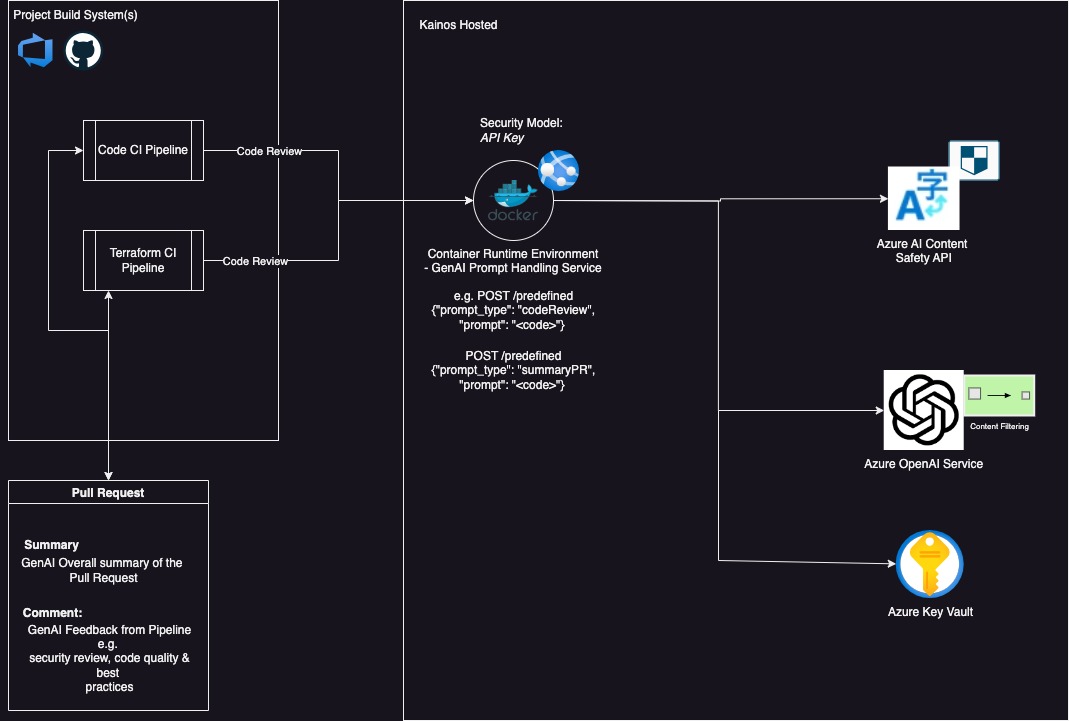 Project Build System(s)
Kainos Hosted
Code CI Pipeline
Code Review
Terraform CI
Pipeline
Code Review
Security Model:
API Key
docker
Container Runtime Environment
- GenAI Prompt Handling Service
e.g. POST /predefined
{"prompt_type": "codeReview",
"prompt": "<code>"}
POST /predefined
{"prompt_type": "summaryPR",
"prompt": "<code>"}
字
A
Azure AI Content
Safety API
Content Filtering
Azure OpenAI Service
Azure Key Vault
Pull Request
Summary
GenAI Overall summary of the
Pull Request
Comment:
GenAI Feedback from Pipeline
e.g.
security review, code quality &
best
practices